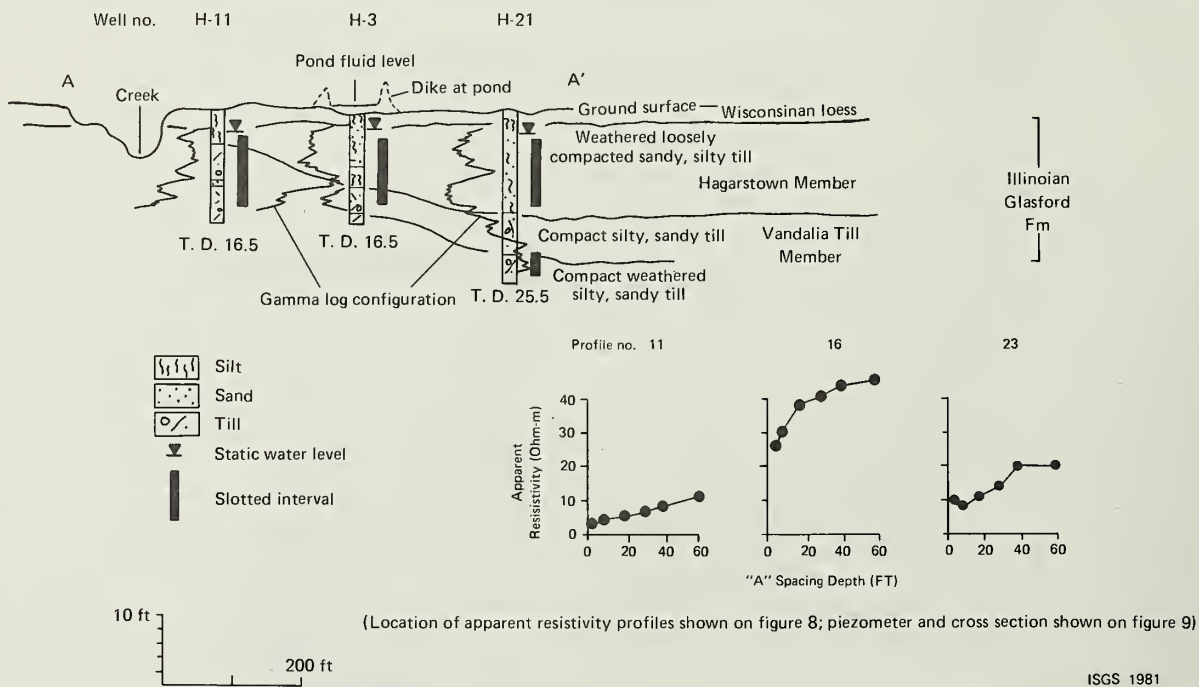 Well no. H-11 H-3 H-21
Pond fluid level
A
A'
Creek
Dike at pond
Ground surface
Wisconsinan loess
Weathered loosely
compacted sandy, silty till
Hagarstown Member
Illinoian
Glasford
Fm
Compact silty, sandy till
Vandalia Till
Member
T. D. 16.5
T. D. 16.5
Compact weathered
silty, sandy till
Gamma log configuration
T. D. 25.5
Silt
Sand
Till
Static water level
Slotted interval
Profile no. 11 16 23
Apparent
Resisitivity (Ohm-m)
40
30
20
10
0
0 20 40 60
0 20 40 60
0 20 40 60
"A" Spacing Depth (FT)
10 ft
200 ft
(Location of apparent resistivity profiles shown on figure 8; piezometer and cross section shown on figure 9)
ISGS 1981